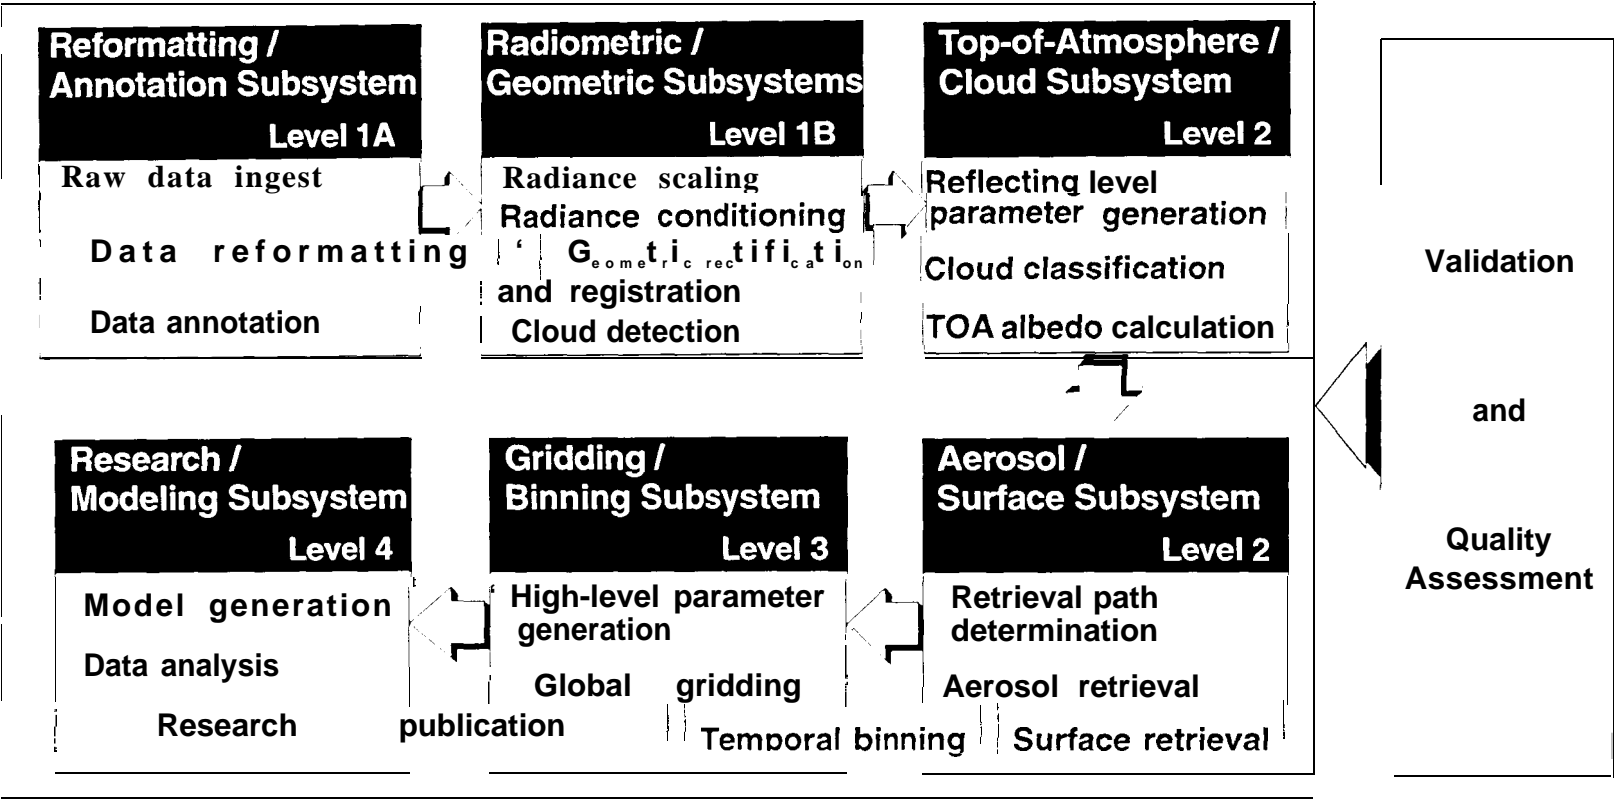 Reformatting /
Annotation Subsystem
Level 1A
Raw data ingest
Data reformatting
Data annotation
Radiometric /
Geometric Subsystems
Level 1B
Radiance scaling
Radiance conditioning
Geometric rectification
and registration
Cloud detection
Top-of-Atmosphere /
Cloud Subsystem
Level 2
Reflecting level
parameter generation
Cloud classification
TOA albedo calculation
Aerosol /
Surface Subsystem
Level 2
Retrieval path
determination
Aerosol retrieval
Surface retrieval
Gridding /
Binning Subsystem
Level 3
High-level parameter
generation
Global gridding
Temporal binning
Research /
Modeling Subsystem
Level 4
Model generation
Data analysis
Research publication
Validation
and
Quality
Assessment